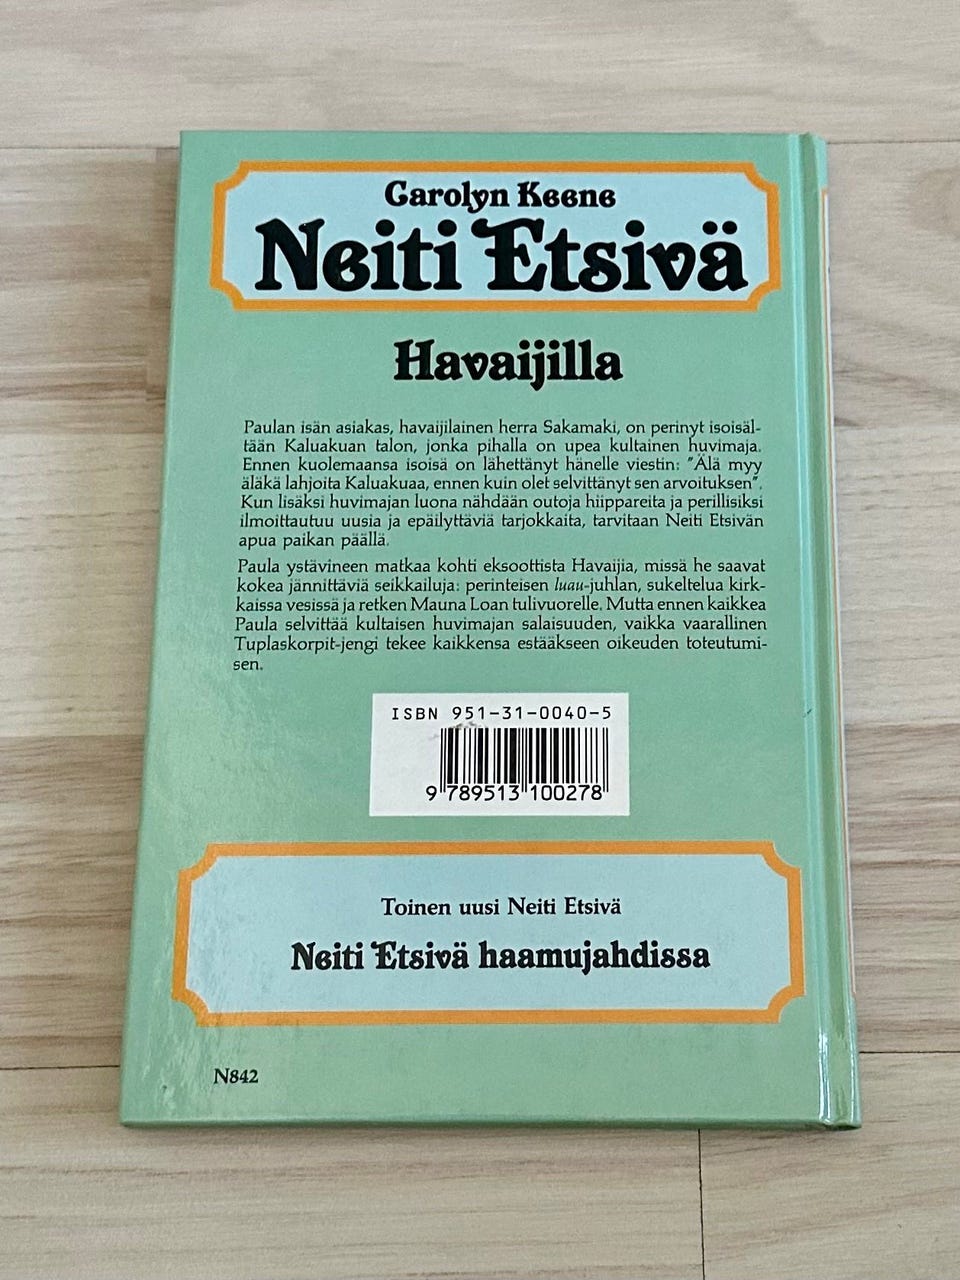 Carolyn Keene
Neiti Etsivä
Havaijilla
Paulan isän asiakas, havaijilainen herra Sakamaki, on perinyt isoisäl-
tään Kaluakuan talon, jonka pihalla on upea kultainen huvimaja.
Ennen kuolemaansa isoisä on lähettänyt hänelle viestin: "Älä myy
äläkä lahjoita Kaluakuaa, ennen kuin olet selvittänyt sen arvoituksen".
Kun lisäksi huvimajan luona nähdään outoja hiippareita ja perillisiksi
ilmoittautuu uusia ja epäilyttäviä tarjokkaita, tarvitaan Neiti Etsivän
apua paikan päällä.
Paula ystävineen matkaa kohti eksoottista Havaijia, missä he saavat
kokea jännittäviä seikkailuja: perinteisen luau-juhlan, sukeltelua kirk-
kaissa vesissä ja retken Mauna Loan tulivuorelle. Mutta ennen kaikkea
Paula selvittää kultaisen huvimajan salaisuuden, vaikka vaarallinen
Tuplaskorpit-jengi tekee kaikkensa estääkseen oikeuden toteutumi-
sen.
ISBN 951-31-0040-5
9 789513 100278
Toinen uusi Neiti Etsivä
Neiti Etsivä haamujahdissa
N842